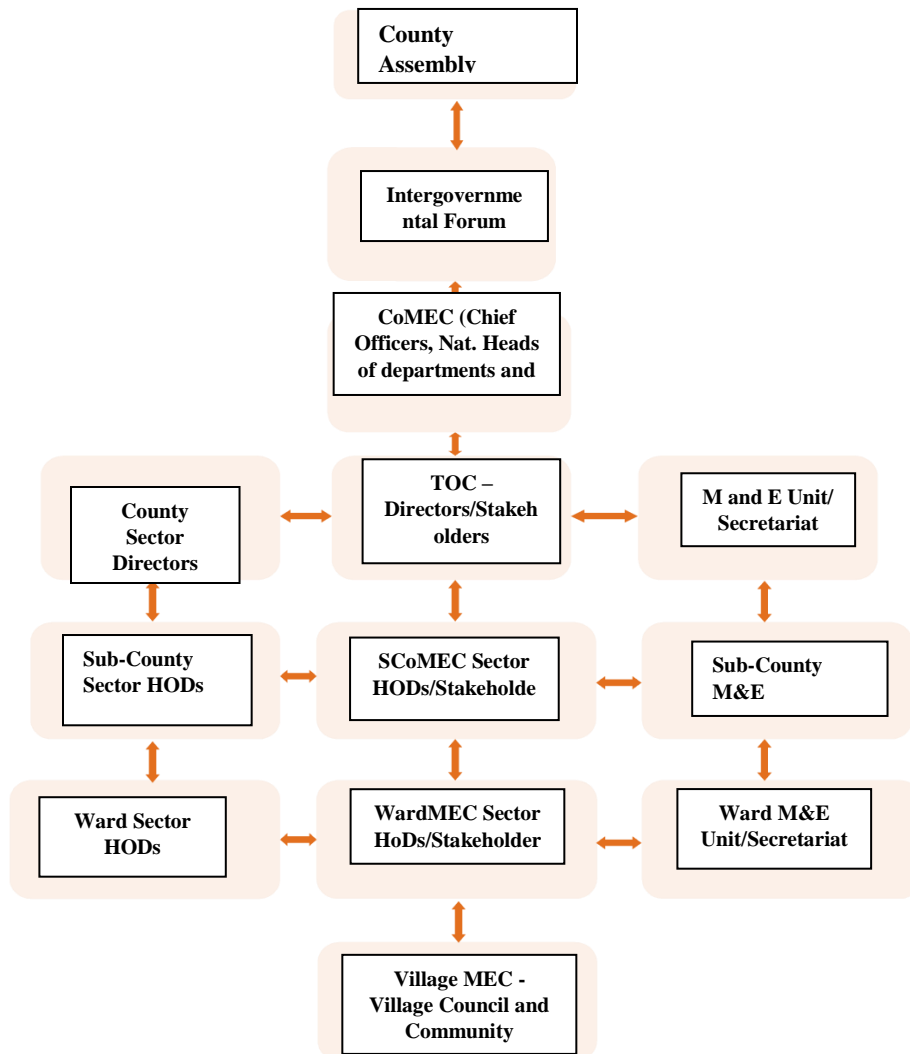 County
Assembly
Intergovernme
ntal Forum
CoMEC (Chief
Officers, Nat. Heads
of departments and
TOC –
Directors/Stakeh
olders
County
Sector
Directors
M and E Unit/
Secretariat
Sub-County
Sector HODs
SCoMEC Sector
HODs/Stakeholde
Sub-County
M&E
Ward Sector
HODs
WardMEC Sector
HoDs/Stakeholder
Ward M&E
Unit/Secretariat
Village MEC -
Village Council and
Community